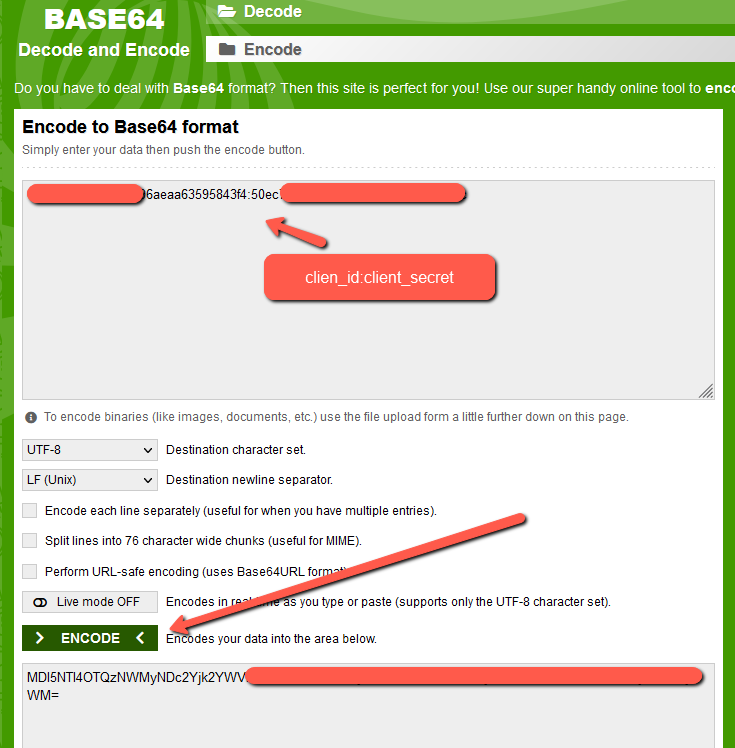 BASE64
Decode and Encode
Decode
Encode
Do you have to deal with Base64 format? Then this site is perfect for you! Use our super handy online tool to enco
Encode to Base64 format
Simply enter your data then push the encode button.
6aeaa63595843f4:50ec
clien_id:client_secret
To encode binaries (like images, documents, etc.) use the file upload form a little further down on this page.
UTF-8 Destination character set.
LF (Unix) Destination newline separator.
Encode each line separately (useful for when you have multiple entries).
Split lines into 76 character wide chunks (useful for MIME).
Perform URL-safe encoding (uses Base64URL format).
Live mode OFF Encodes in real-time as you type or paste (supports only the UTF-8 character set).
ENCODE Encodes your data into the area below.
MDI5NTI4OTQzNWMyNDc2Yjk2YWV
WM=